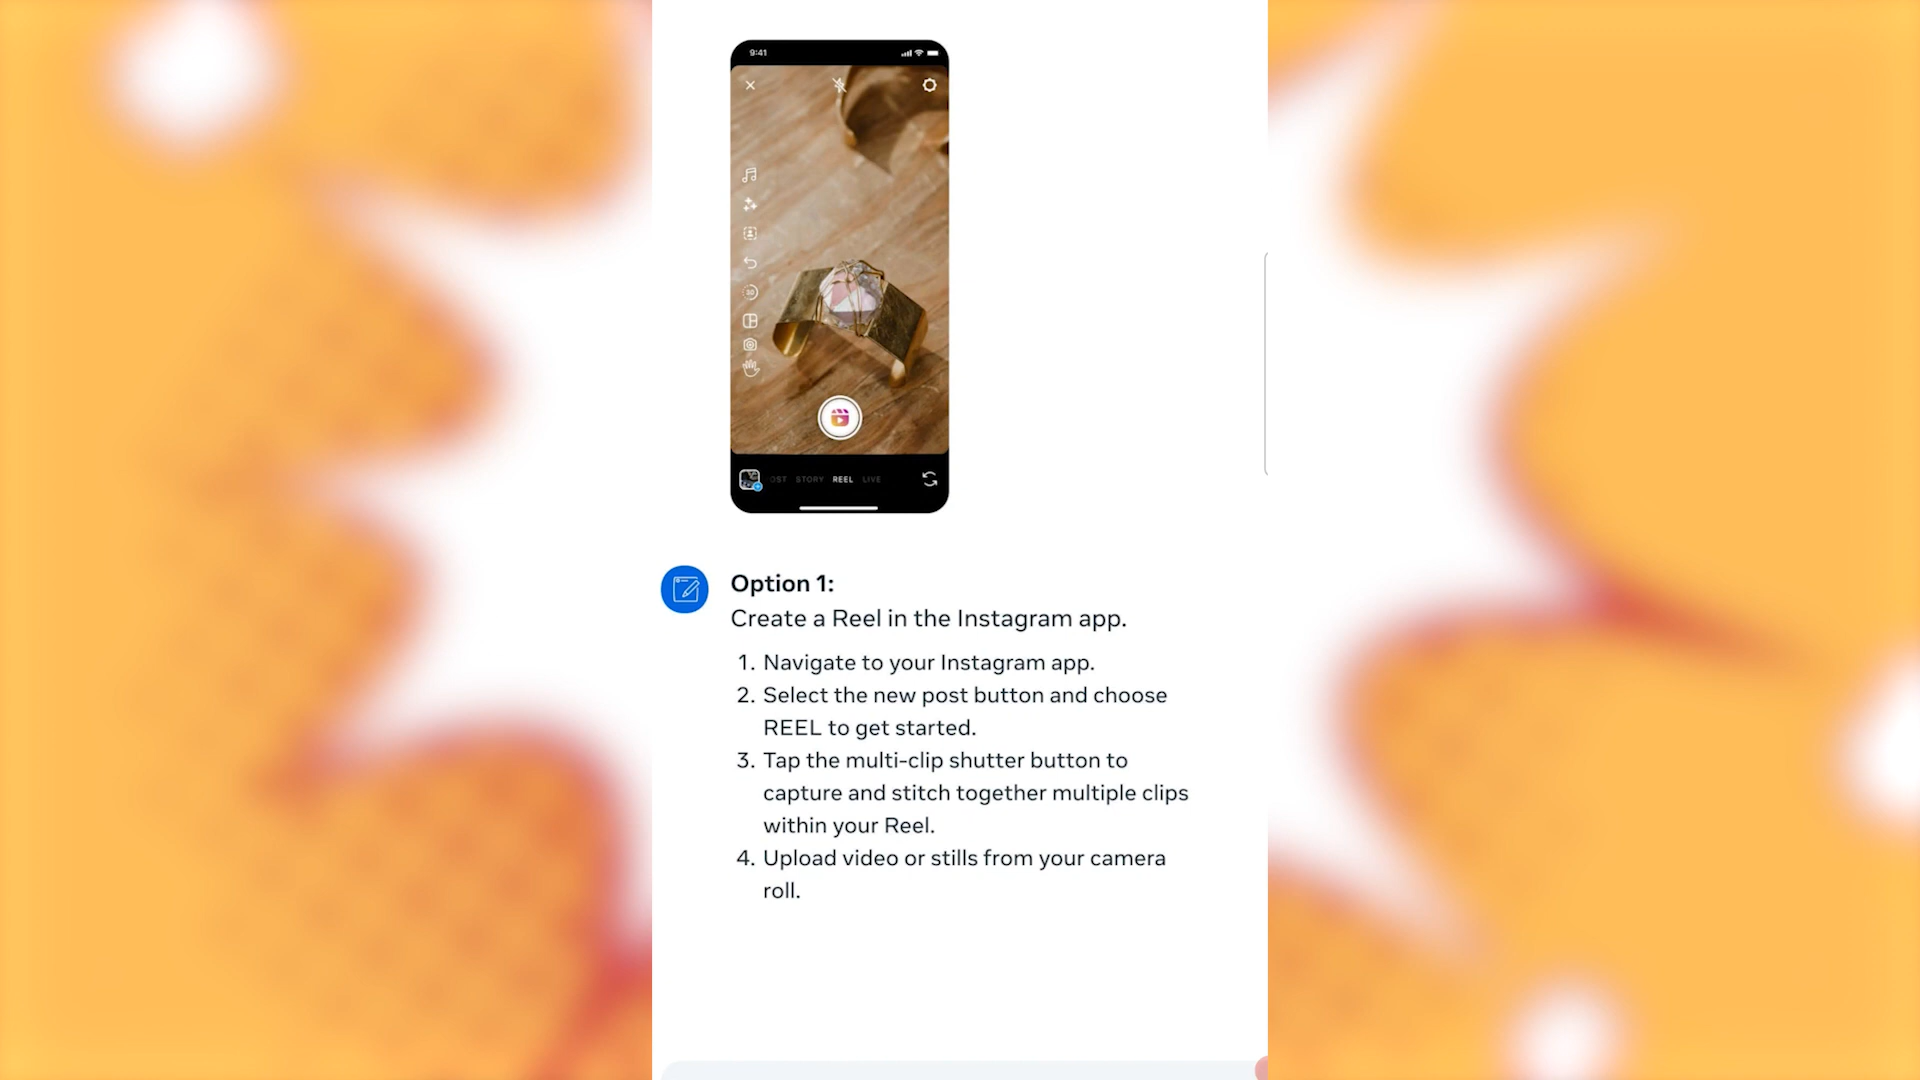 9:41
30
OST STORY REEL LIVE
Option 1:
Create a Reel in the Instagram app.
1. Navigate to your Instagram app.
2. Select the new post button and choose
REEL to get started.
3. Tap the multi-clip shutter button to
capture and stitch together multiple clips
within your Reel.
4. Upload video or stills from your camera
roll.